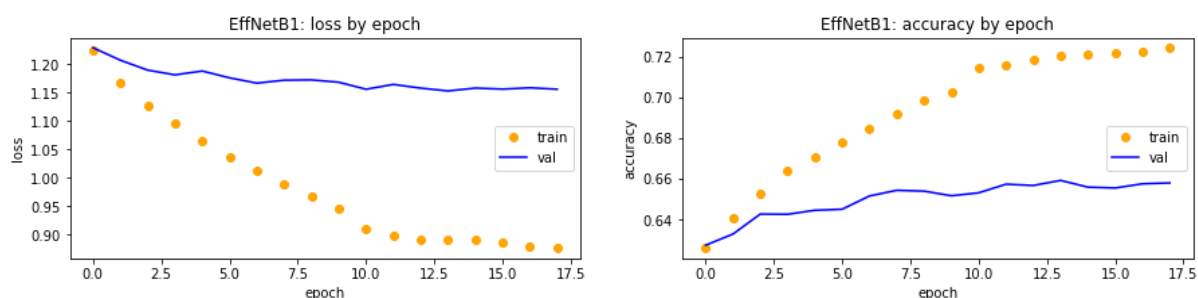 EffNetB1: loss by epoch
1.20
1.15
1.10
1.05
1.00
0.95
0.90
loss
train
val
0.0 2.5 5.0 7.5 10.0 12.5 15.0 17.5
epoch
EffNetB1: accuracy by epoch
0.72
0.70
0.68
0.66
0.64
accuracy
train
val
0.0 2.5 5.0 7.5 10.0 12.5 15.0 17.5
epoch